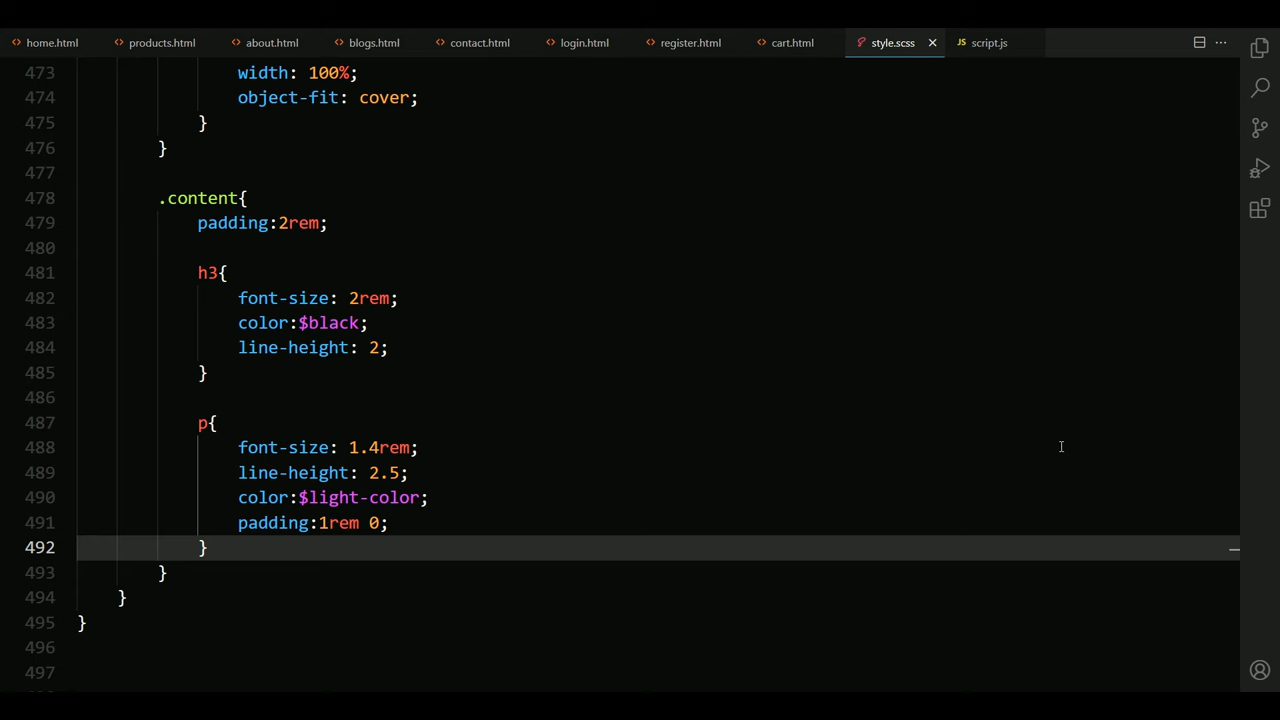 home.html products.html about.html blogs.html contact.html login.html register.html cart.html style.scss script.js
473 width: 100%;
474 object-fit: cover;
475 }
476 }
477
478 .content{
479 padding:2rem;
480
481 h3{
482 font-size: 2rem;
483 color:$black;
484 line-height: 2;
485 }
486
487 p{
488 font-size: 1.4rem;
489 line-height: 2.5;
490 color:$light-color;
491 padding:1rem 0;
492 }
493 }
494 }
495 }
496
497